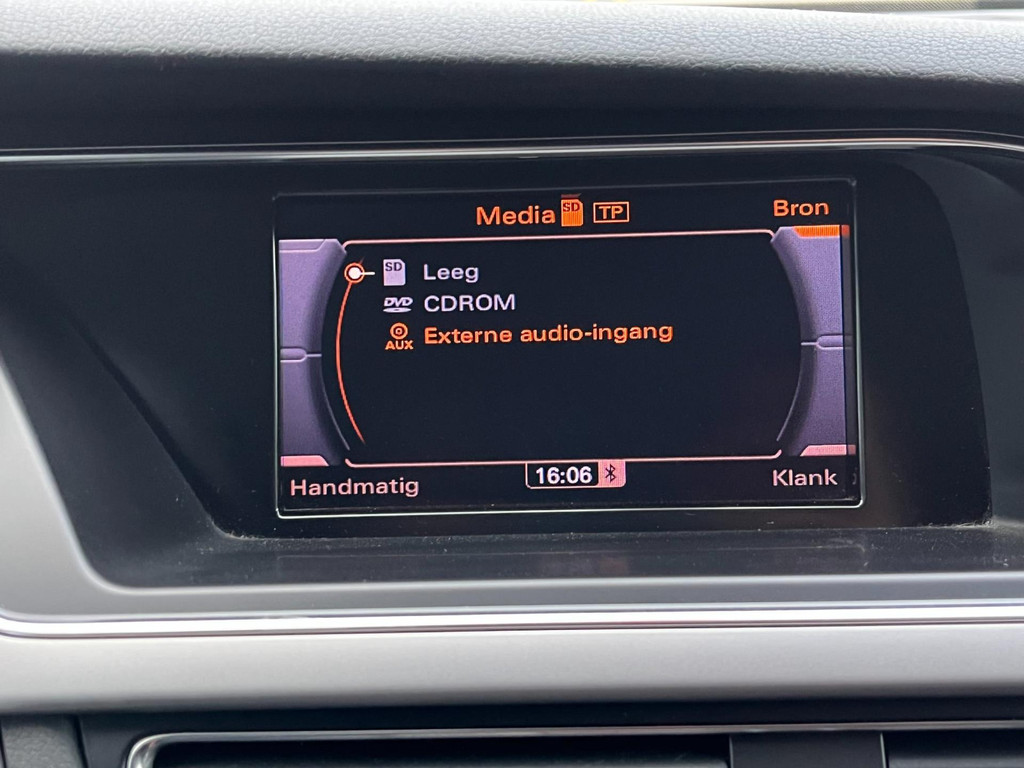 Media SD TP Bron
SD Leeg
DVD CDROM
AUX Externe audio-ingang
Handmatig 16:06 Klank